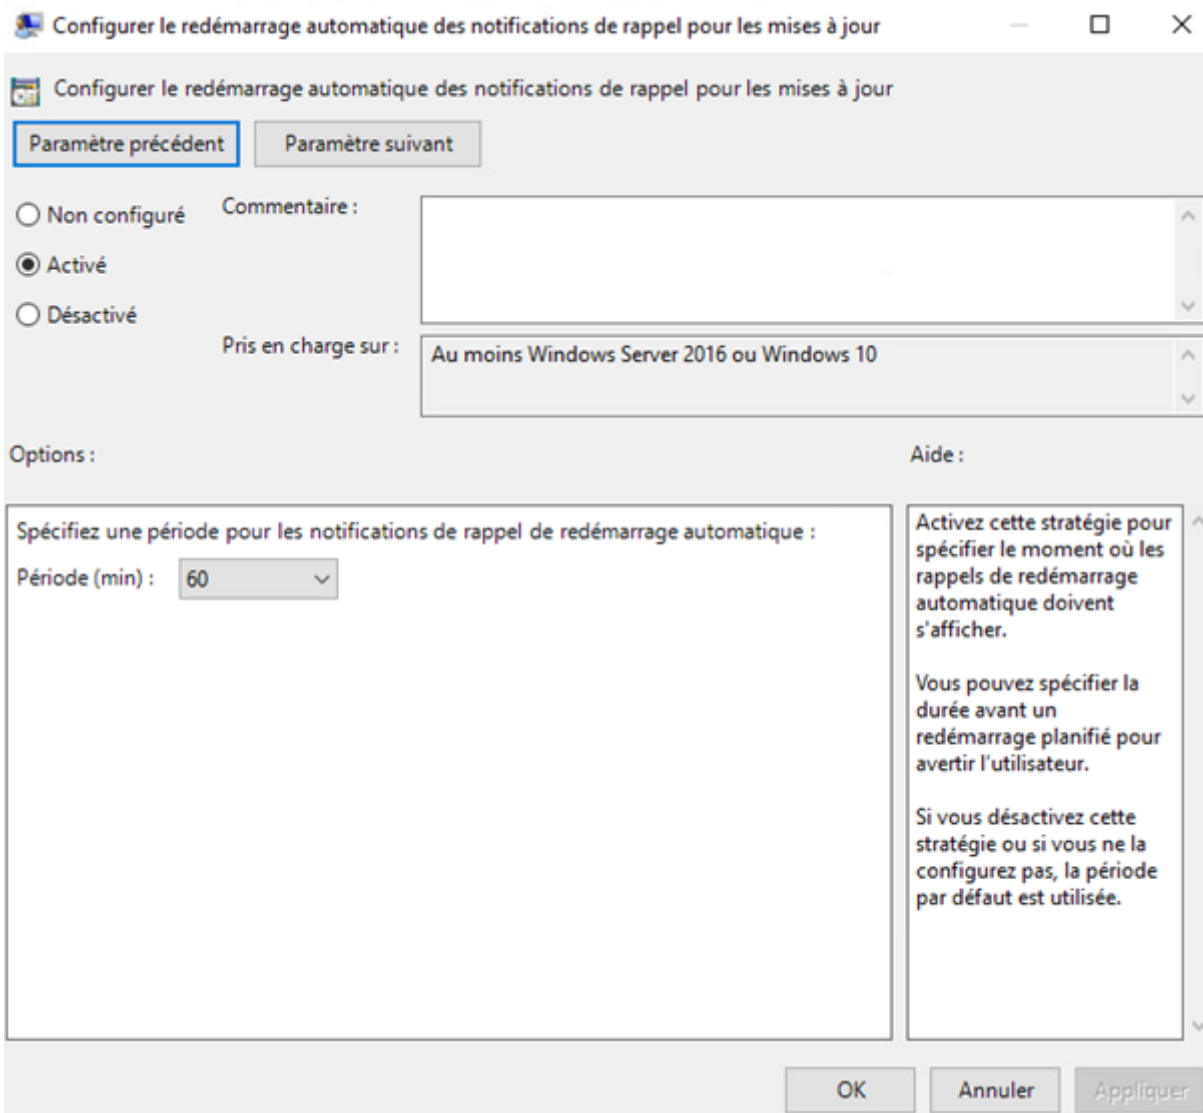 Configurer le redémarrage automatique des notifications de rappel pour les mises à jour
Configurer le redémarrage automatique des notifications de rappel pour les mises à jour
Paramètre précédent
Paramètre suivant
Non configuré
Commentaire :
Activé
Désactivé
Pris en charge sur :
Au moins Windows Server 2016 ou Windows 10
Options :
Aide :
Spécifiez une période pour les notifications de rappel de redémarrage automatique :
Période (min) :
60
Activez cette stratégie pour
spécifier le moment où les
rappels de redémarrage
automatique doivent
s'afficher.
Vous pouvez spécifier la
durée avant un
redémarrage planifié pour
avertir l'utilisateur.
Si vous désactivez cette
stratégie ou si vous ne la
configurez pas, la période
par défaut est utilisée.
OK
Annuler
Appliquer